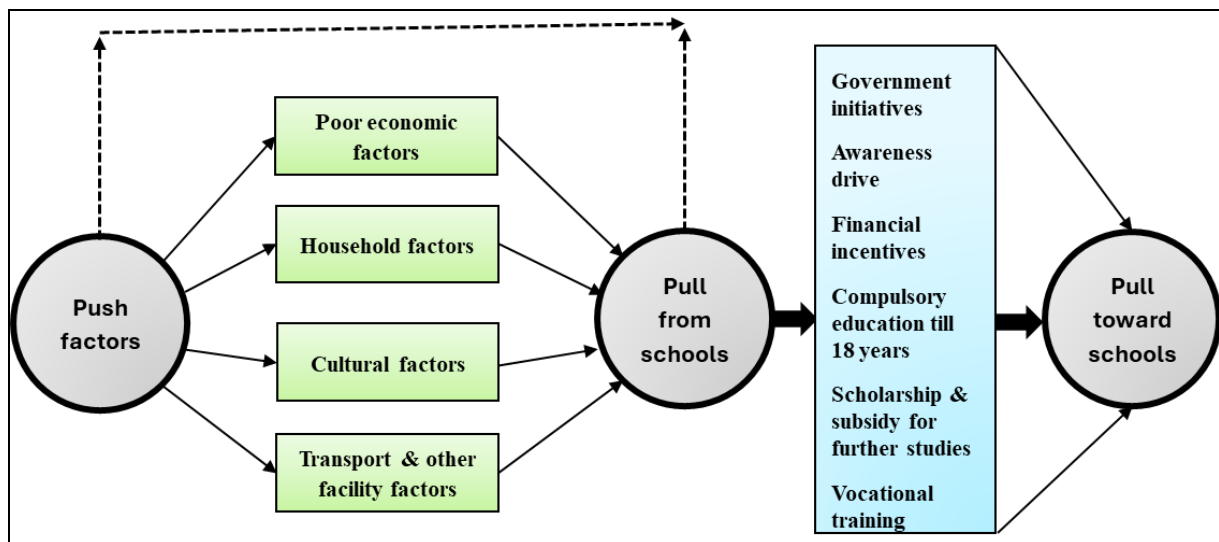 Push
factors
Poor economic
factors
Household factors
Cultural factors
Transport & other
facility factors
Pull
from
schools
Government
initiatives
Awareness
drive
Financial
incentives
Compulsory
education till
18 years
Scholarship &
subsidy for
further studies
Vocational
training
Pull
toward
schools